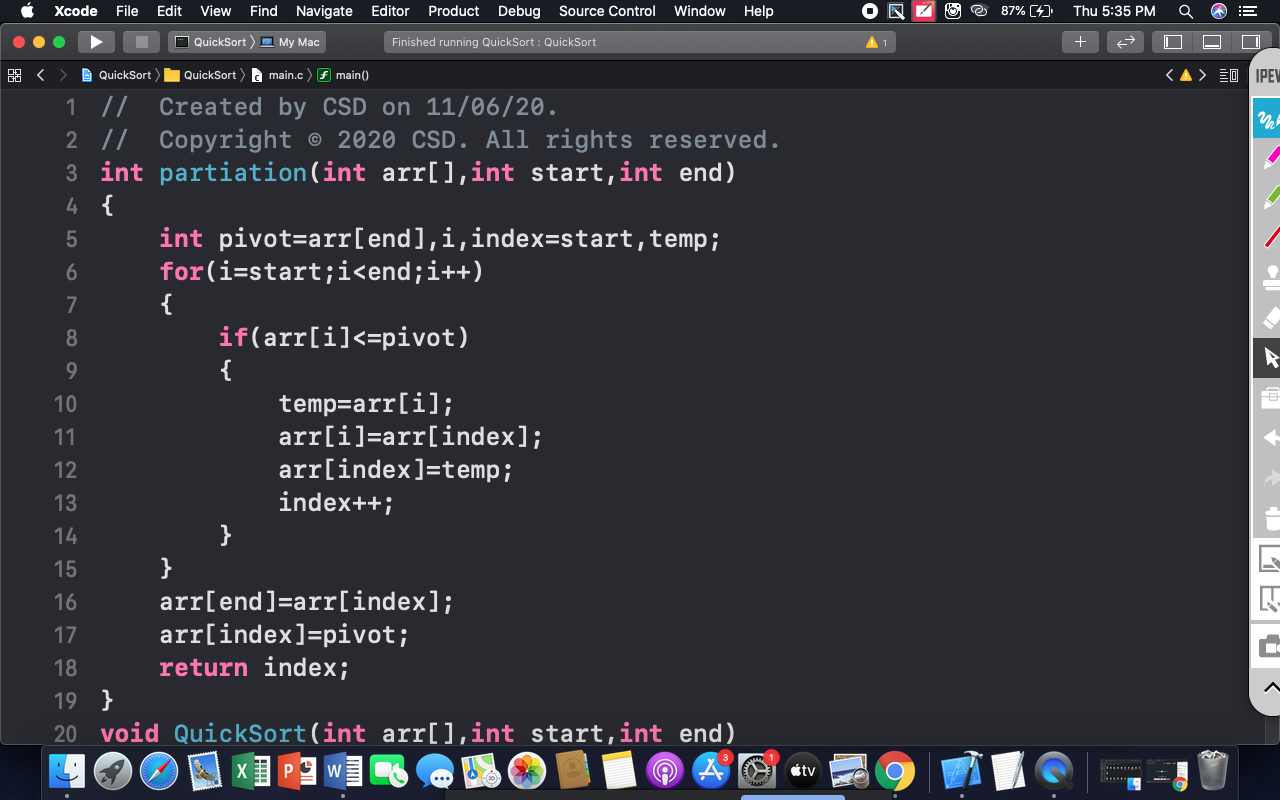 Xcode File Edit View Find Navigate Editor Product Debug Source Control Window Help 87% Thu 5:35 PM
QuickSort 〉 My Mac Finished running QuickSort : QuickSort 1
QuickSort 〉 QuickSort 〉 main.c 〉 main()
1 //  Created by CSD on 11/06/20.
2 //  Copyright © 2020 CSD. All rights reserved.
3 int partiation(int arr[],int start,int end)
4 {
5     int pivot=arr[end],i,index=start,temp;
6     for(i=start;i<end;i++)
7     {
8         if(arr[i]<=pivot)
9         {
10             temp=arr[i];
11             arr[i]=arr[index];
12             arr[index]=temp;
13             index++;
14         }
15     }
16     arr[end]=arr[index];
17     arr[index]=pivot;
18     return index;
19 }
20 void QuickSort(int arr[],int start,int end)
3 1 tv